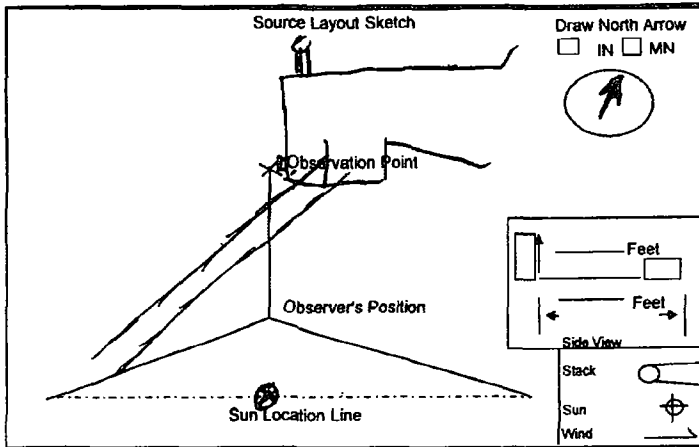 Source Layout Sketch
Draw North Arrow
IN MN
Observation Point
Feet
Observer's Position
Feet
Side View
Stack
Sun
Sun Location Line
Wind